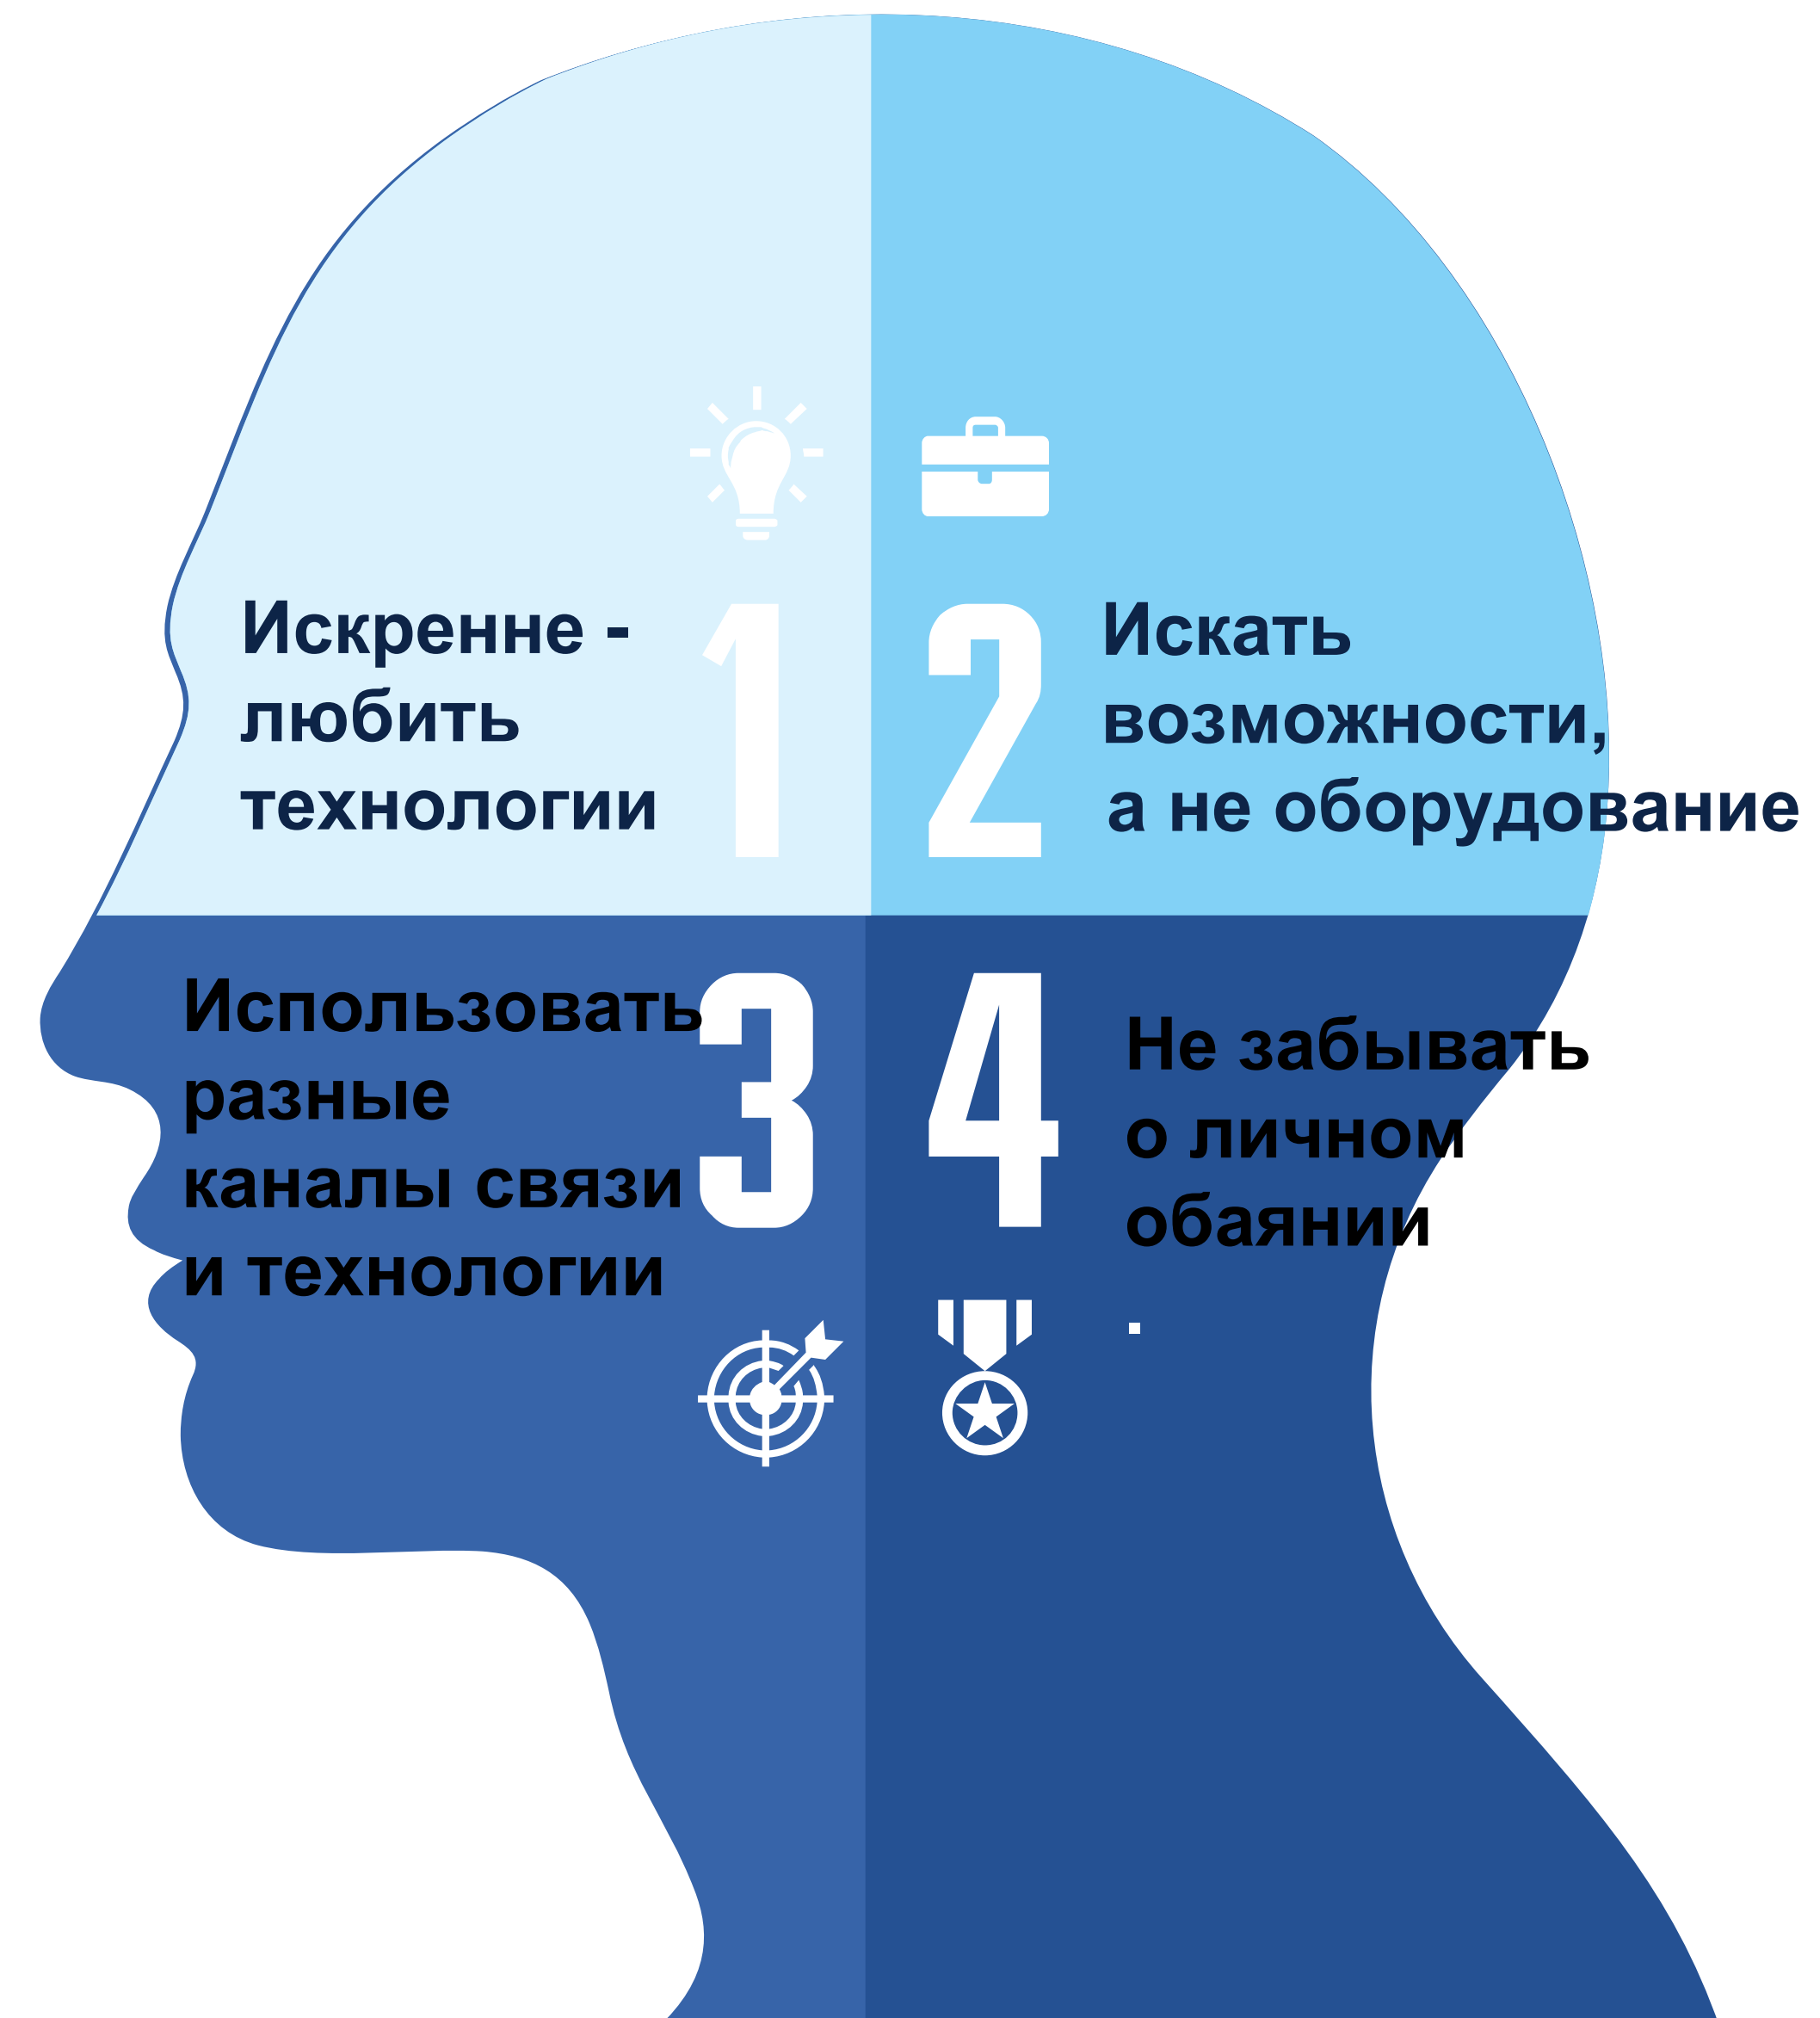 1
Искренне -
любить
технологии
2
Искать
возможности,
а не оборудование
3
Использовать
разные
каналы связи
и технологии
4
Не забывать
о личном
обаянии
.